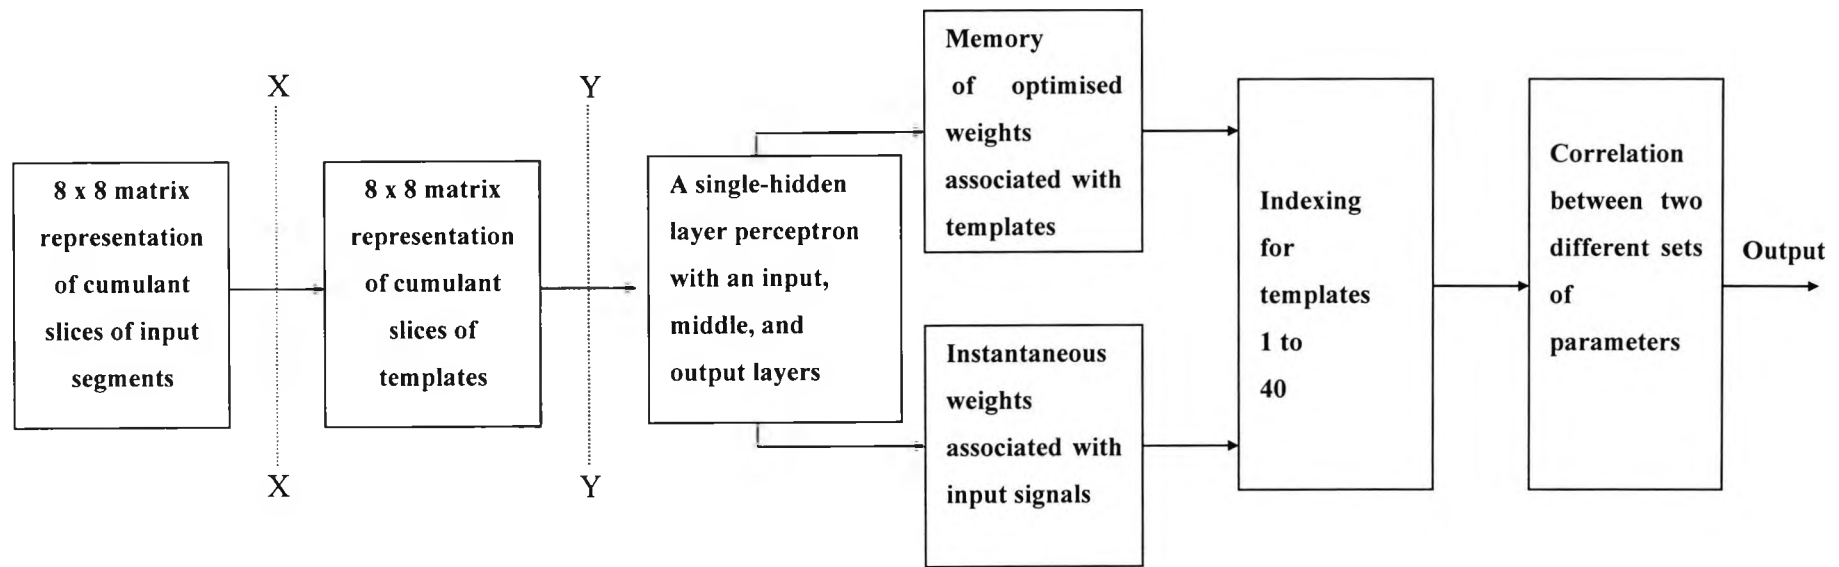 X
X
8 x 8 matrix
representation
of cumulant
slices of input
segments
Y
Y
8 x 8 matrix
representation
of cumulant
slices of
templates
A single-hidden
layer perceptron
with an input,
middle, and
output layers
Memory
of optimised
weights
associated with
templates
Instantaneous
weights
associated with
input signals
Indexing
for
templates
1 to
40
Correlation
between two
different sets
of
parameters
Output